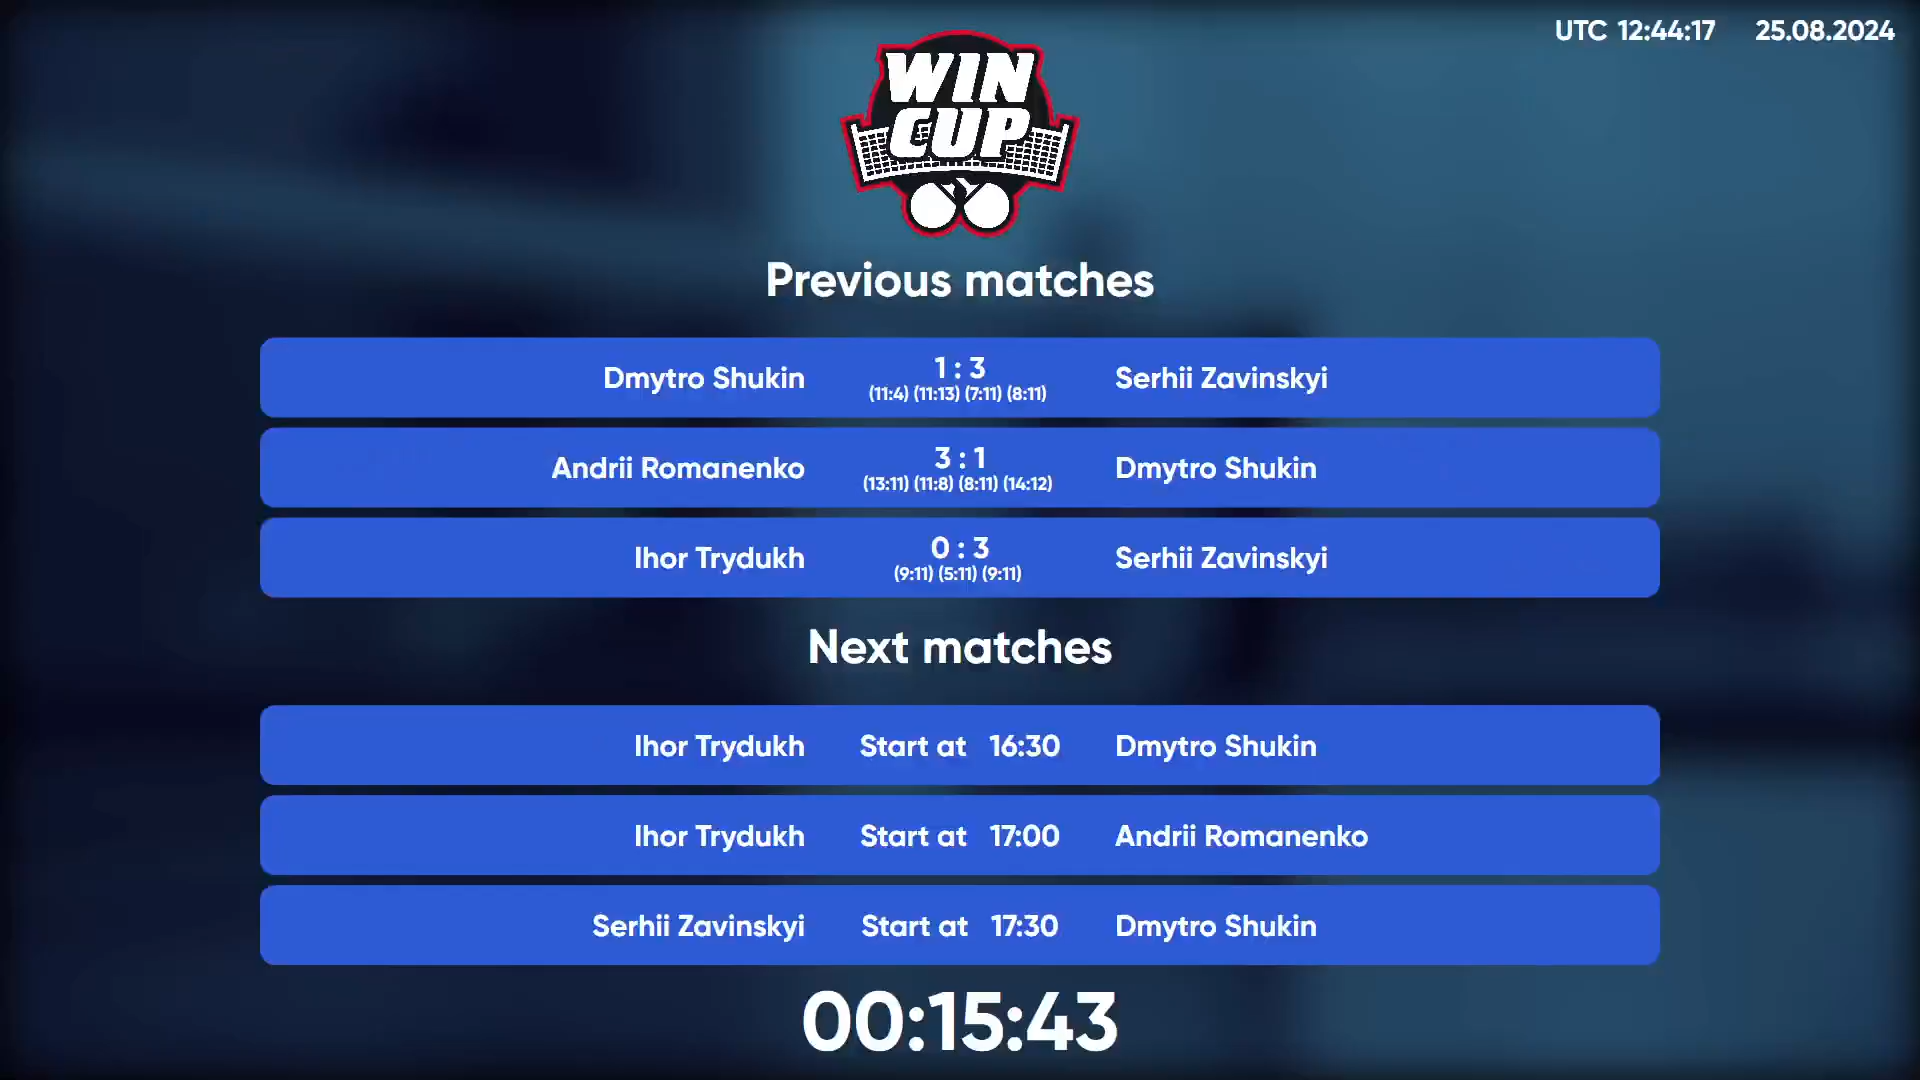 UTC 12:44:17 25.08.2024
WIN
CUP
Previous matches
Dmytro Shukin 1 : 3 Serhii Zavinskyi
(11:4) (11:13) (7:11) (8:11)
Andrii Romanenko 3 : 1 Dmytro Shukin
(13:11) (11:8) (8:11) (14:12)
Ihor Trydukh 0 : 3 Serhii Zavinskyi
(9:11) (5:11) (9:11)
Next matches
Ihor Trydukh Start at 16:30 Dmytro Shukin
Ihor Trydukh Start at 17:00 Andrii Romanenko
Serhii Zavinskyi Start at 17:30 Dmytro Shukin
00:15:43